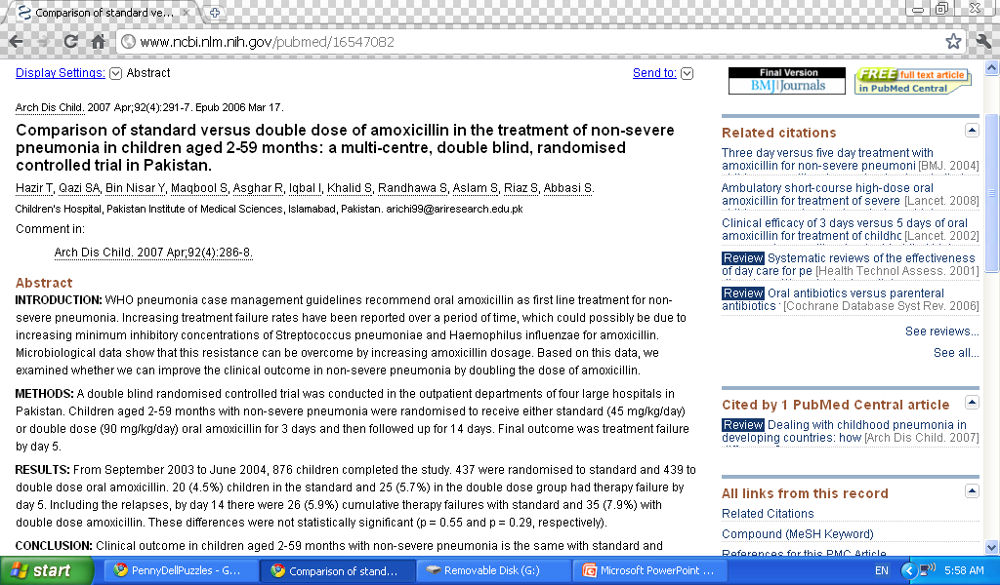 Comparison of standard ve...
www.ncbi.nlm.nih.gov/pubmed/16547082
Display Settings: Abstract
Send to:
Arch Dis Child. 2007 Apr;92(4):291-7. Epub 2006 Mar 17.
Comparison of standard versus double dose of amoxicillin in the treatment of non-severe
pneumonia in children aged 2-59 months: a multi-centre, double blind, randomised
controlled trial in Pakistan.
Hazir T, Qazi SA, Bin Nisar Y, Maqbool S, Asghar R, Iqbal I, Khalid S, Randhawa S, Aslam S, Riaz S, Abbasi S.
Children's Hospital, Pakistan Institute of Medical Sciences, Islamabad, Pakistan. arichi99@ariresearch.edu.pk
Comment in:
Arch Dis Child. 2007 Apr;92(4):286-8.
Abstract
INTRODUCTION: WHO pneumonia case management guidelines recommend oral amoxicillin as first line treatment for non-
severe pneumonia. Increasing treatment failure rates have been reported over a period of time, which could possibly be due to
increasing minimum inhibitory concentrations of Streptococcus pneumoniae and Haemophilus influenzae for amoxicillin.
Microbiological data show that this resistance can be overcome by increasing amoxicillin dosage. Based on this data, we
examined whether we can improve the clinical outcome in non-severe pneumonia by doubling the dose of amoxicillin.
METHODS: A double blind randomised controlled trial was conducted in the outpatient departments of four large hospitals in
Pakistan. Children aged 2-59 months with non-severe pneumonia were randomised to receive either standard (45 mg/kg/day)
or double dose (90 mg/kg/day) oral amoxicillin for 3 days and then followed up for 14 days. Final outcome was treatment failure
by day 5.
RESULTS: From September 2003 to June 2004, 876 children completed the study. 437 were randomised to standard and 439 to
double dose oral amoxicillin. 20 (4.5%) children in the standard and 25 (5.7%) in the double dose group had therapy failure by
day 5. Including the relapses, by day 14 there were 26 (5.9%) cumulative therapy failures with standard and 35 (7.9%) with
double dose amoxicillin. These differences were not statistically significant (p = 0.55 and p = 0.29, respectively).
CONCLUSION: Clinical outcome in children aged 2-59 months with non-severe pneumonia is the same with standard and
Final Version
BMJ Journals
FREE full text article
in PubMed Central
Related citations
Three day versus five day treatment with
amoxicillin for non-severe pneumoni [BMJ. 2004]
Ambulatory short-course high-dose oral
amoxicillin for treatment of severe [Lancet. 2008]
Clinical efficacy of 3 days versus 5 days of oral
amoxicillin for treatment of childhc [Lancet. 2002]
Review Systematic reviews of the effectiveness
of day care for pe [Health Technol Assess. 2001]
Review Oral antibiotics versus parenteral
antibiotics [Cochrane Database Syst Rev. 2006]
See reviews...
See all...
Cited by 1 PubMed Central article
Review Dealing with childhood pneumonia in
developing countries: how [Arch Dis Child. 2007]
All links from this record
Related Citations
Compound (MeSH Keyword)
References for this PMC Article
start
PennyDellPuzzles - G...
Comparison of stand...
Removable Disk (G:)
Microsoft PowerPoint ...
EN
5:58 AM